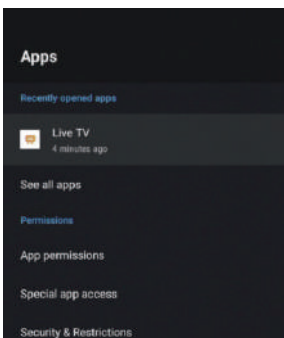 Apps
Recently opened apps
Live TV
4 minutes ago
See all apps
Permissions
App permissions
Special app access
Security & Restrictions